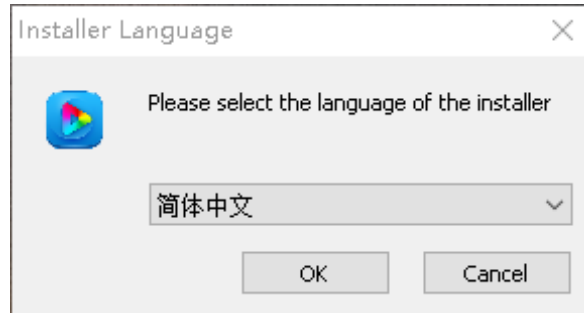 Installer Language
Please select the language of the installer
简体中文
OK
Cancel